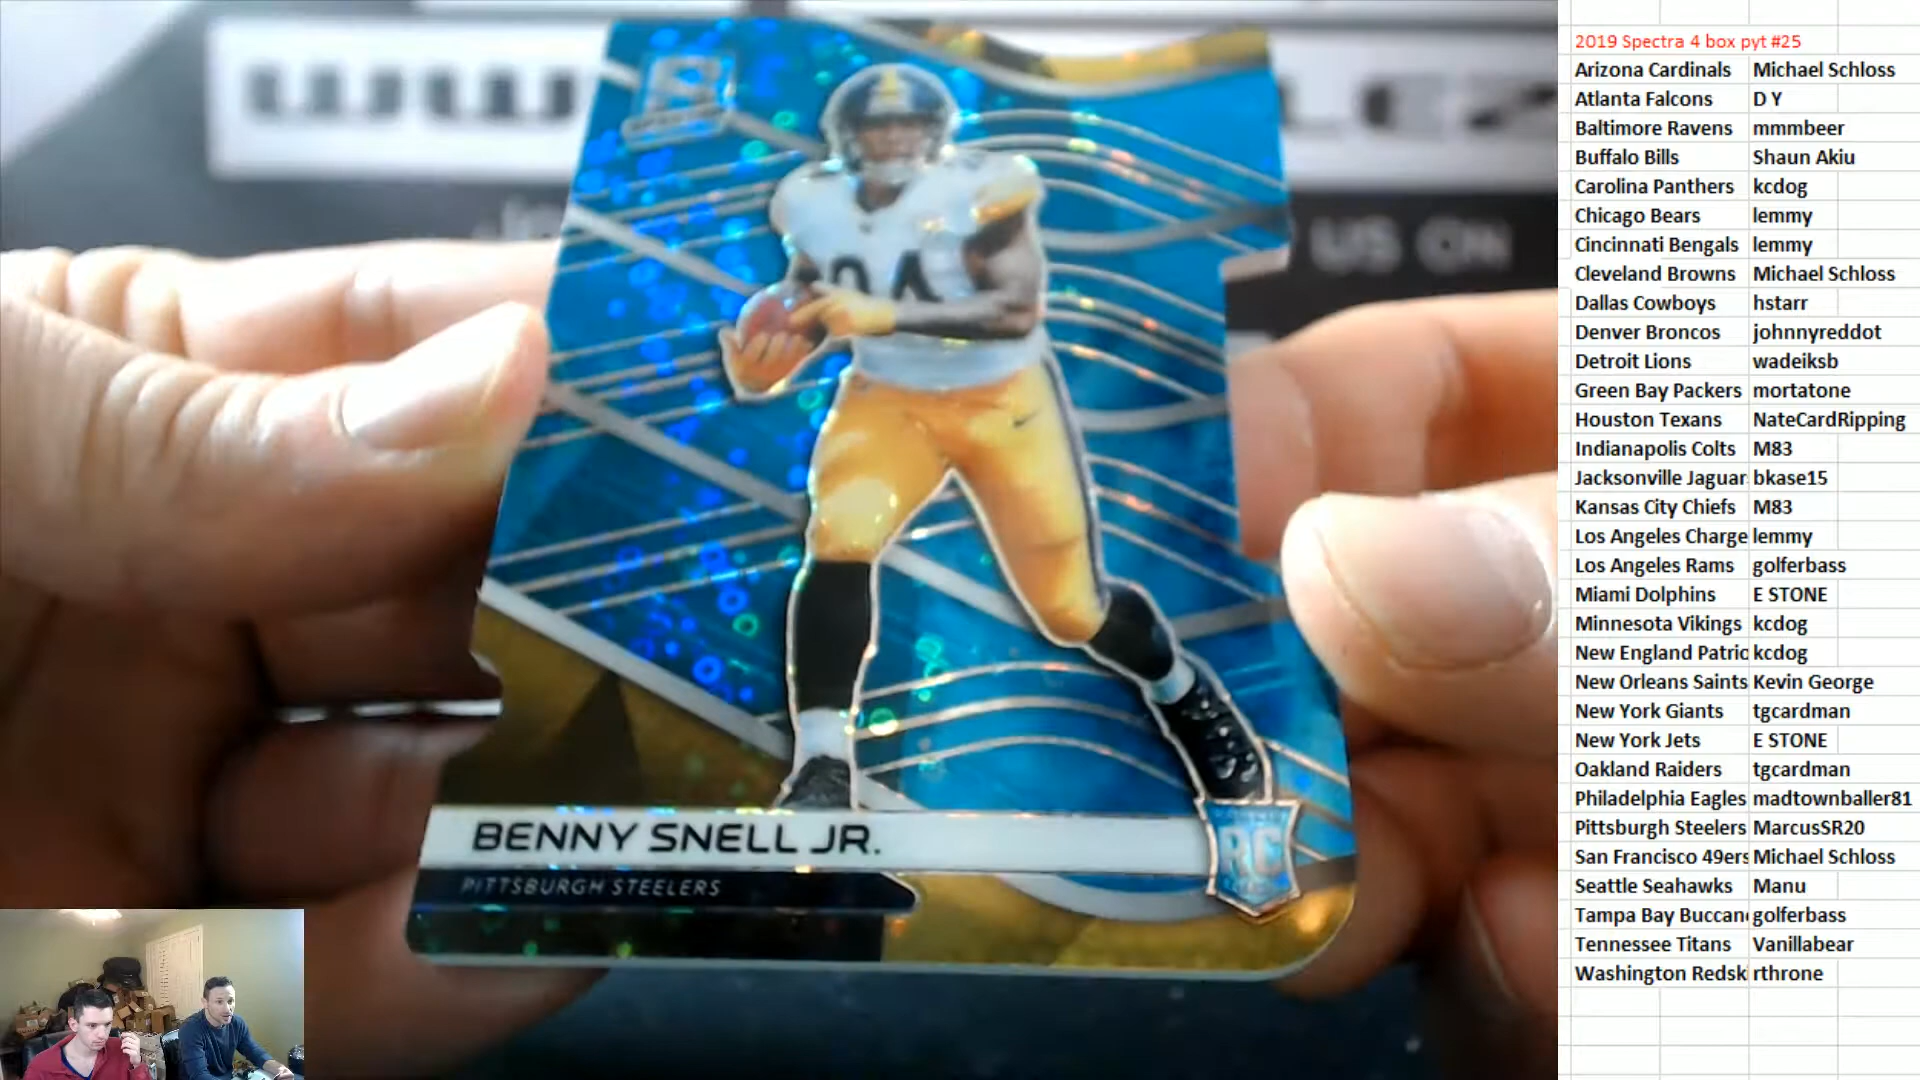 US ON
24
BENNY SNELL JR.
PITTSBURGH STEELERS
RC
2019 Spectra 4 box pyt #25
Arizona Cardinals Michael Schloss
Atlanta Falcons D Y
Baltimore Ravens mmmbeer
Buffalo Bills Shaun Akiu
Carolina Panthers kcdog
Chicago Bears lemmy
Cincinnati Bengals lemmy
Cleveland Browns Michael Schloss
Dallas Cowboys hstarr
Denver Broncos johnnyreddot
Detroit Lions wadeiksb
Green Bay Packers mortatone
Houston Texans NateCardRipping
Indianapolis Colts M83
Jacksonville Jaguar bkase15
Kansas City Chiefs M83
Los Angeles Charge lemmy
Los Angeles Rams golferbass
Miami Dolphins E STONE
Minnesota Vikings kcdog
New England Patrio kcdog
New Orleans Saints Kevin George
New York Giants tgcardman
New York Jets E STONE
Oakland Raiders tgcardman
Philadelphia Eagles madtownballer81
Pittsburgh Steelers MarcusSR20
San Francisco 49ers Michael Schloss
Seattle Seahawks Manu
Tampa Bay Buccan golferbass
Tennessee Titans Vanillabear
Washington Redski rthrone